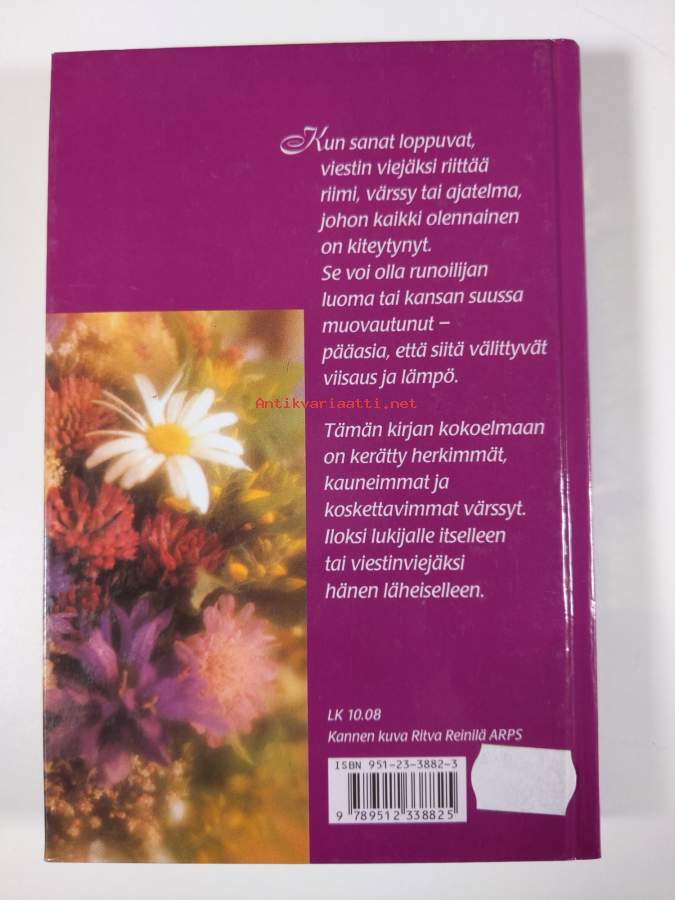 Kun sanat loppuvat,
viestin viejäksi riittää
riimi, värssy tai ajatelma,
johon kaikki olennainen
on kiteytynyt.
Se voi olla runoilijan
luoma tai kansan suussa
muovautunut –
pääasia, että siitä välittyvät
viisaus ja lämpö.
Antikvariaatti.net
Tämän kirjan kokoelmaan
on kerätty herkimmät,
kauneimmat ja
koskettavimmat värssyt.
Iloksi lukijalle itselleen
tai viestinviejäksi
hänen läheiselleen.
LK 10.08
Kannen kuva Ritva Reinilä ARPS
ISBN 951-23-3882-3
9 789512 338825